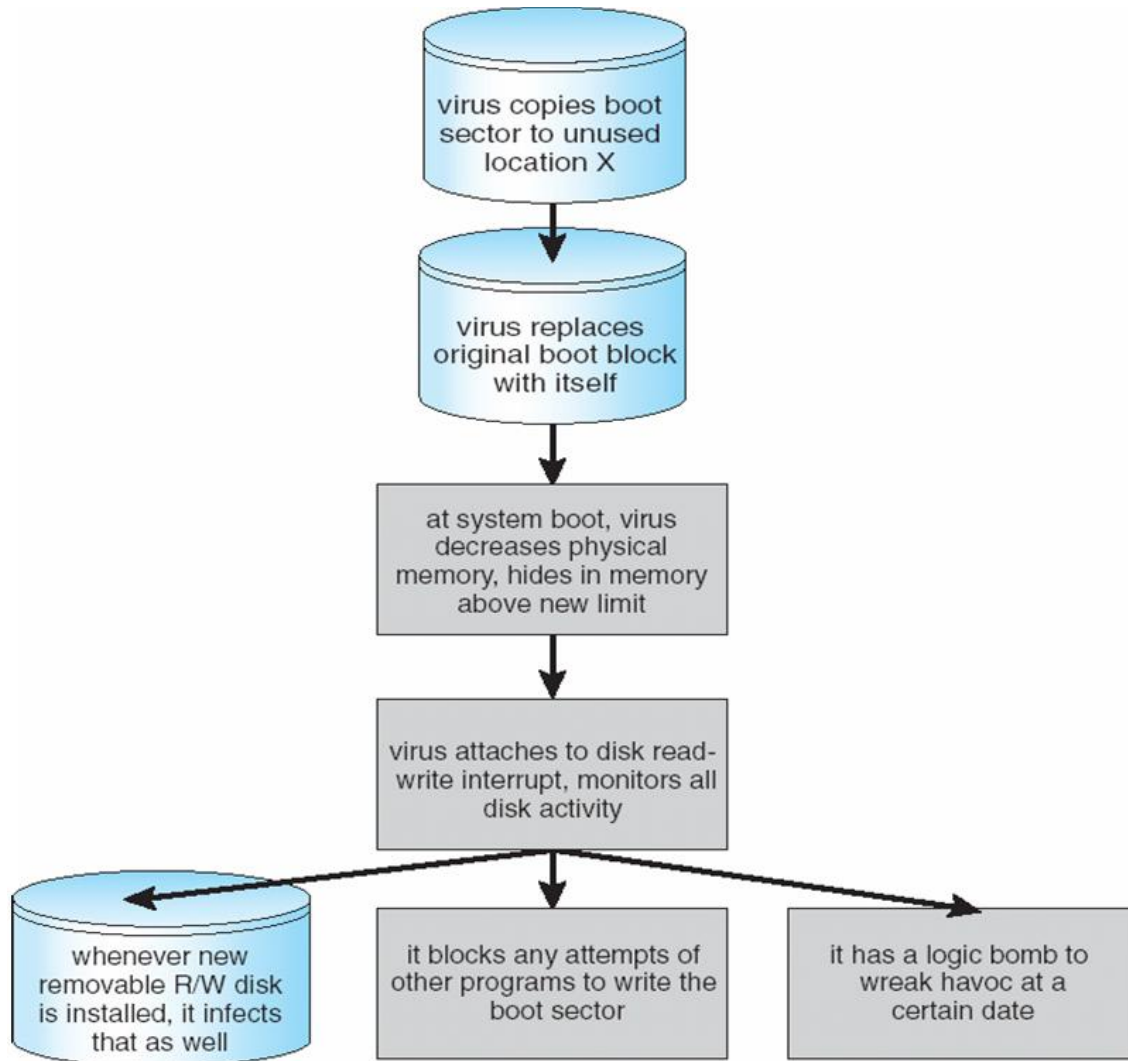 virus copies boot
sector to unused
location X
virus replaces
original boot block
with itself
at system boot, virus
decreases physical
memory, hides in memory
above new limit
virus attaches to disk read-
write interrupt, monitors all
disk activity
whenever new
removable R/W disk
is installed, it infects
that as well
it blocks any attempts of
other programs to write the
boot sector
it has a logic bomb to
wreak havoc at a
certain date